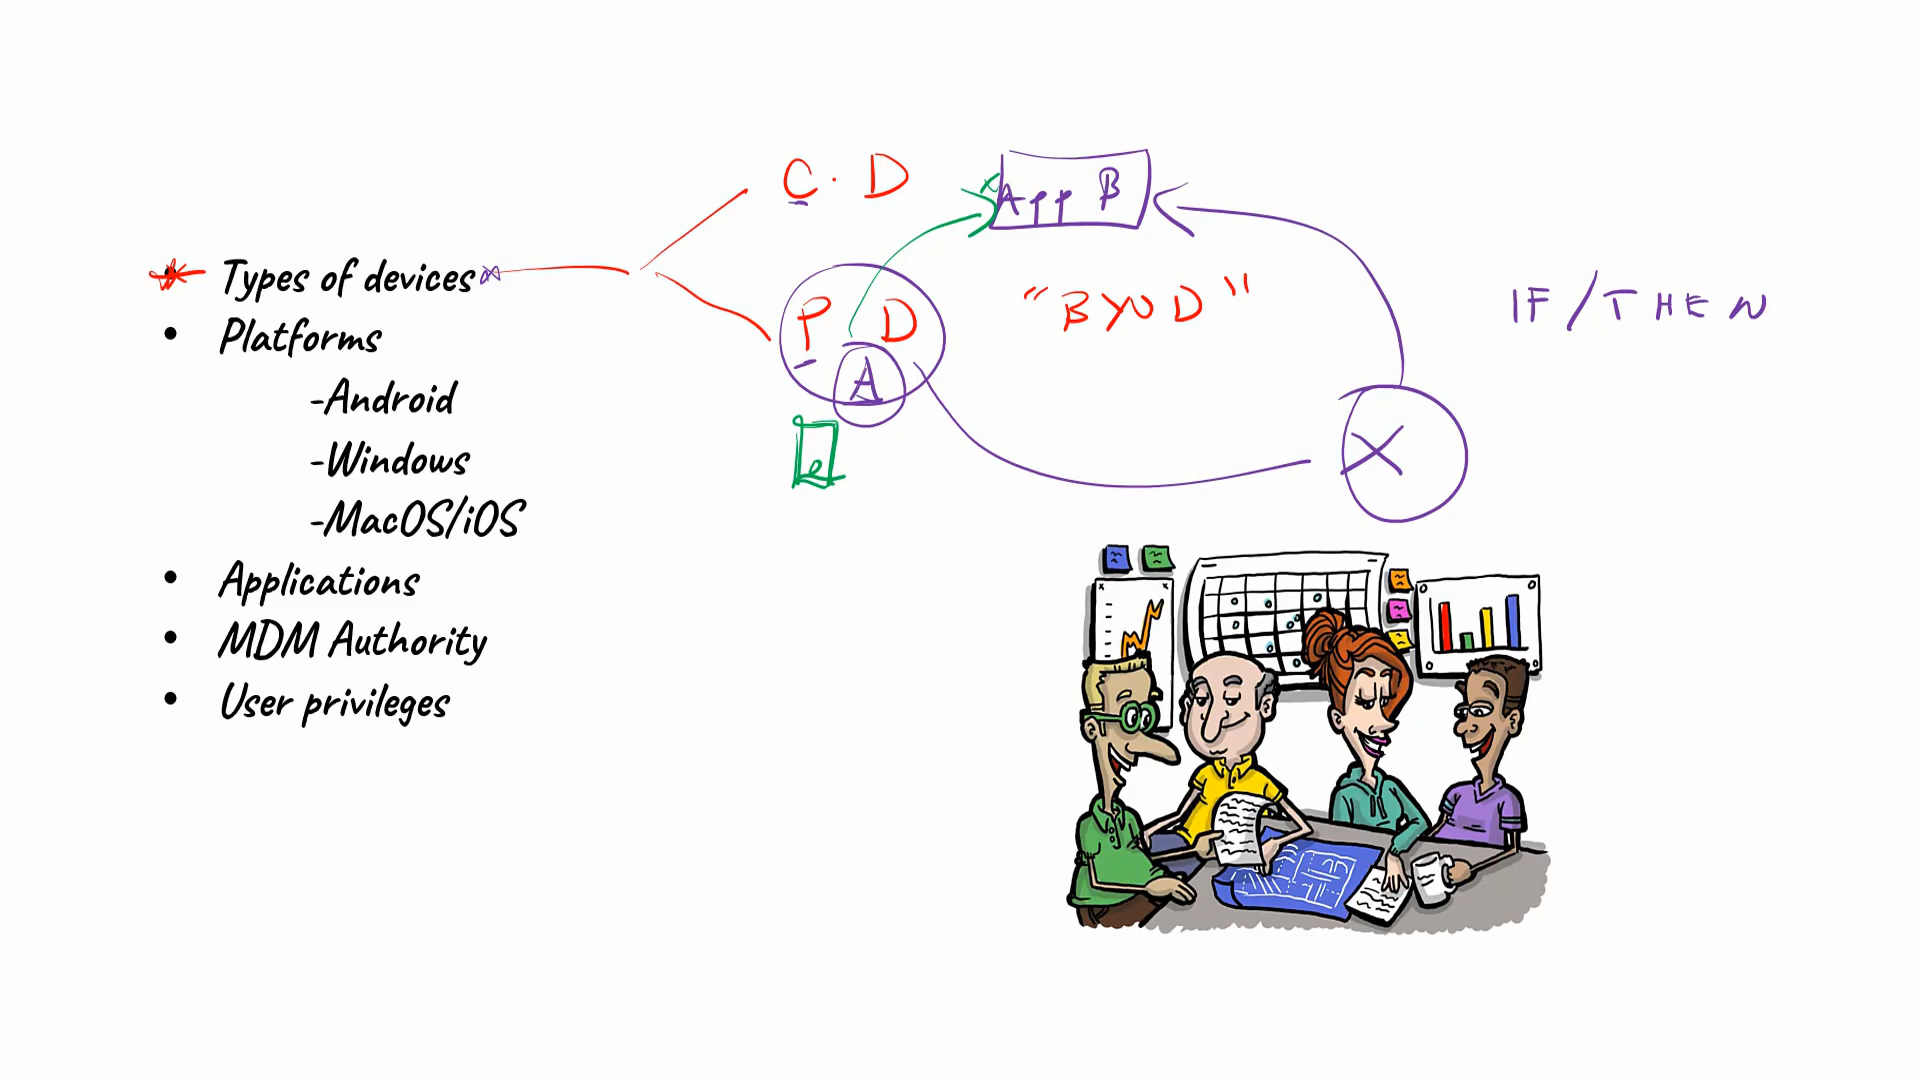 C. D
App B
Types of devices
P D
"BYOD"
IF/THEN
• Platforms
A
-Android
e
-Windows
X
-MacOS/iOS
• Applications
• MDM Authority
• User privileges